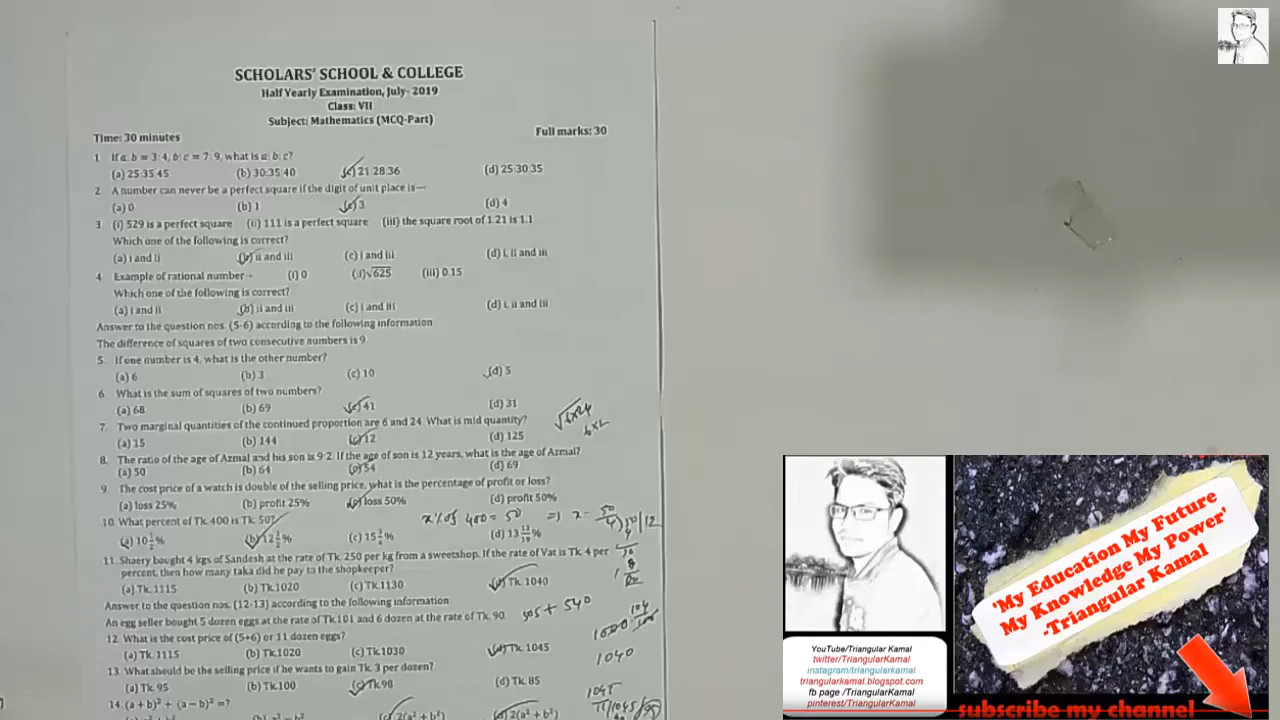 SCHOLARS' SCHOOL & COLLEGE
Half Yearly Examination, July- 2019
Class: VII
Subject: Mathematics (MCQ-Part)
Time: 30 minutes Full marks: 30
1 If a: b = 3: 4, b: c = 7: 9, what is a: b: c?
(a) 25:35:45 (b) 30:35:40 (c) 21:28:36 (d) 25:30:35
2 A number can never be a perfect square if the digit of unit place is—
(a) 0 (b) 1 (c) 3 (d) 4
3 (i) 529 is a perfect square (ii) 111 is a perfect square (iii) the square root of 1.21 is 1.1
Which one of the following is correct?
(a) i and ii (b) ii and iii (c) i and iii (d) i, ii and iii
4 Example of rational number – (i) 0 (ii) √625 (iii) 0.15
Which one of the following is correct?
(a) i and ii (b) ii and iii (c) i and iii (d) i, ii and iii
Answer to the question nos. (5-6) according to the following information
The difference of squares of two consecutive numbers is 9.
5. If one number is 4, what is the other number?
(a) 6 (b) 3 (c) 10 (d) 5
6 What is the sum of squares of two numbers?
(a) 68 (b) 69 (c) 41 (d) 31
7 Two marginal quantities of the continued proportion are 6 and 24. What is mid quantity?
(a) 15 (b) 144 (c) 12 (d) 125
√6×24
6×2
8. The ratio of the age of Azmal and his son is 9:2. If the age of son is 12 years, what is the age of Azmal?
(a) 50 (b) 64 (c) 54 (d) 69
9 The cost price of a watch is double of the selling price, what is the percentage of profit or loss?
(a) loss 25% (b) profit 25% (c) loss 50% (d) profit 50%
10. What percent of Tk. 400 is Tk. 50? x% of 400 = 50 ⇒ x =
(a) 10 1/2 % (b) 12 1/2 % (c) 15 % (d) 13 %
11. Shaery bought 4 kgs of Sandesh at the rate of Tk. 250 per kg from a sweetshop. If the rate of Vat is Tk. 4 per
percent, then how many taka did he pay to the shopkeeper?
(a) Tk. 1115 (b) Tk.1020 (c) Tk.1130 (d) Tk. 1040
Answer to the question nos. (12-13) according to the following information.
An egg seller bought 5 dozen eggs at the rate of Tk.101 and 6 dozen at the rate of Tk. 90. 505 + 540
12. What is the cost price of (5+6) or 11 dozen eggs?
(a) Tk. 1115 (b) Tk.1020 (c) Tk.1030 (d) Tk. 1045
1040
13. What should be the selling price if he wants to gain Tk. 3 per dozen?
(a) Tk. 95 (b) Tk.100 (c) Tk.98 (d) Tk. 85
14. (a + b)² + (a − b)² =?
2(a² + b²)
'My Education My Future
My Knowledge My Power'
-Triangular Kamal
YouTube/Triangular Kamal
twitter/TriangularKamal
instagram/triangularkamal
triangularkamal.blogspot.com
fb page /TriangularKamal
pinterest/TriangularKamal
subscribe my channel